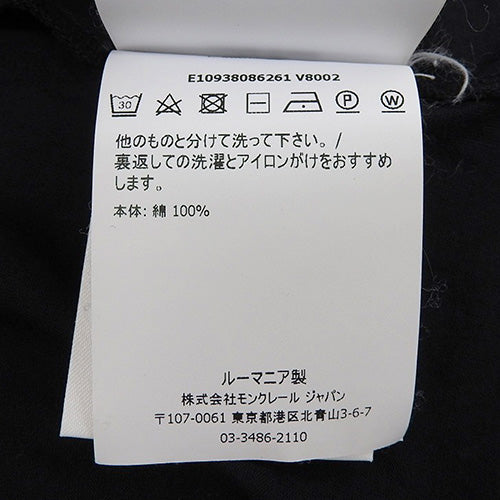 E10938086261 V8002
30 P W
他のものと分けて洗って下さい。/
裏返しての洗濯とアイロンがけをおすすめ
します。
本体: 綿 100%
ルーマニア製
株式会社モンクレール ジャパン
〒107-0061 東京都港区北青山3-6-7
03-3486-2110